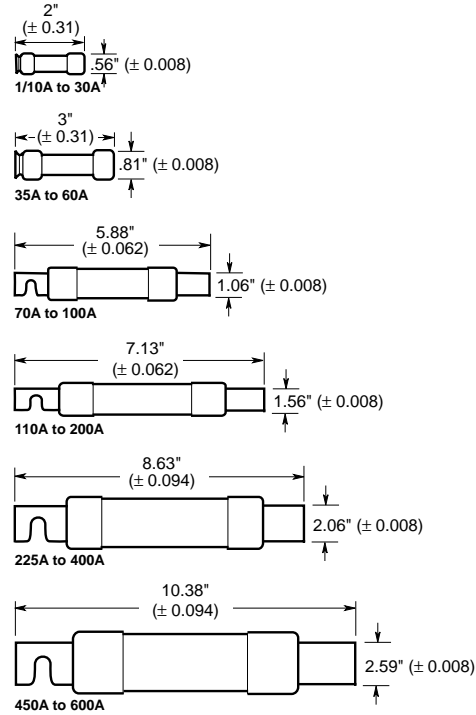 2"
(± 0.31)
.56" (± 0.008)
1/10A to 30A
3"
(± 0.31)
.81" (± 0.008)
35A to 60A
5.88"
(± 0.062)
1.06" (± 0.008)
70A to 100A
7.13"
(± 0.062)
1.56" (± 0.008)
110A to 200A
8.63"
(± 0.094)
2.06" (± 0.008)
225A to 400A
10.38"
(± 0.094)
2.59" (± 0.008)
450A to 600A